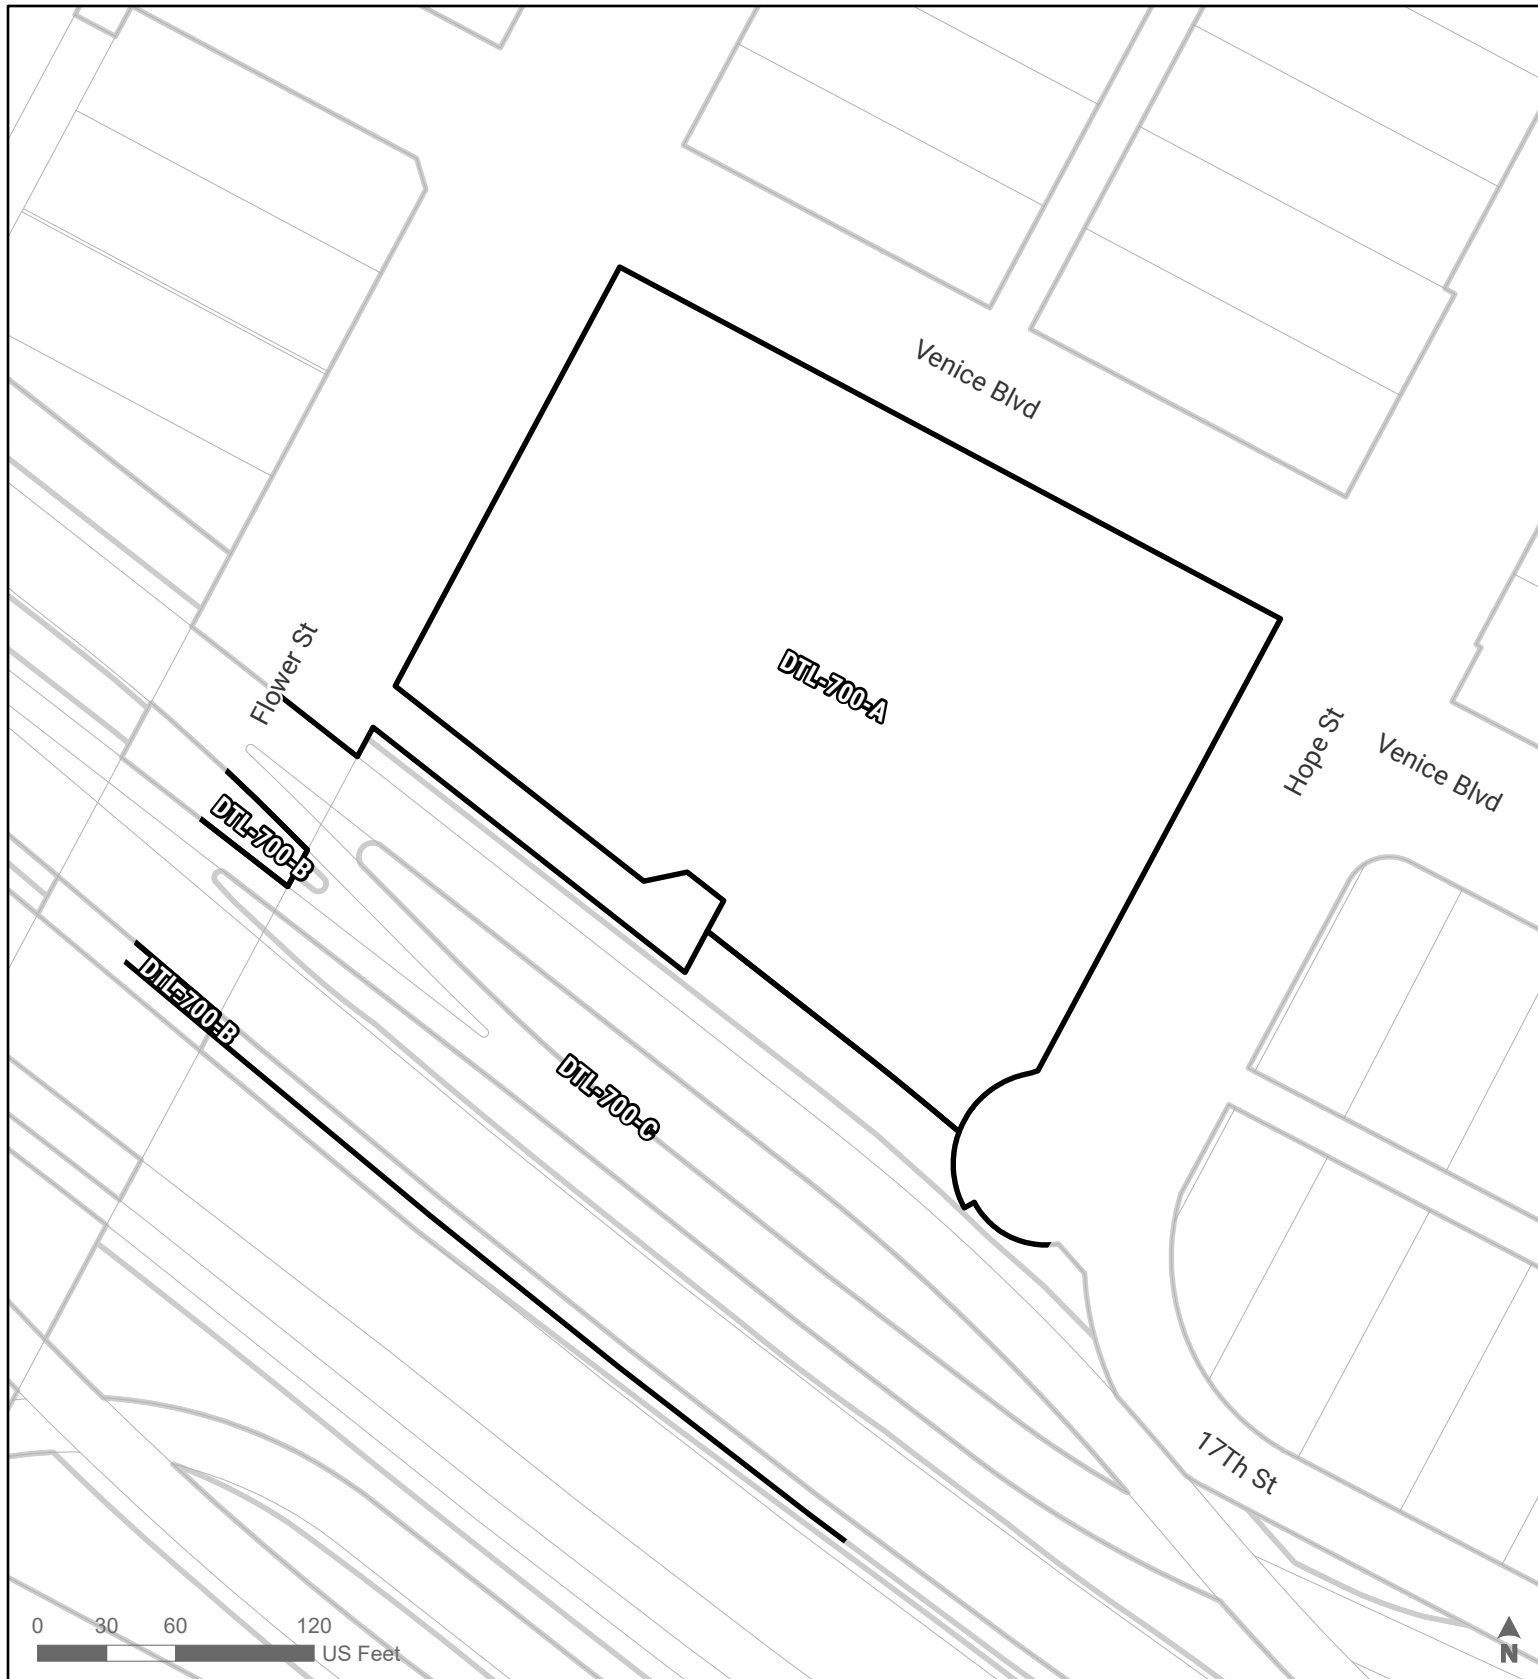 Venice Blvd
Flower St
DTL-700-A
Hope St
Venice Blvd
DTL-700-B
DTL-700-B
DTL-700-C
17Th St
0 30 60 120
US Feet
N